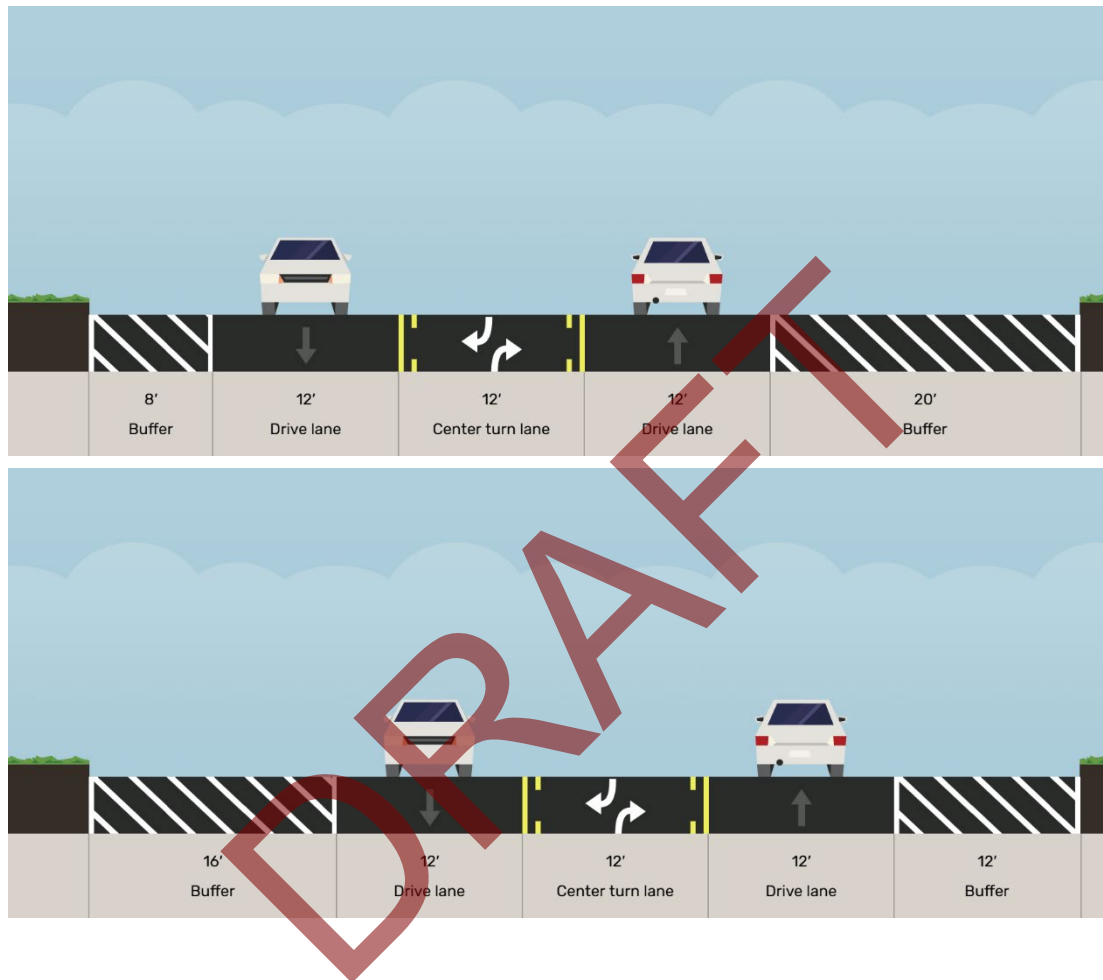 8′ 12′ 12′ 12′ 20′
Buffer Drive lane Center turn lane Drive lane Buffer
16′ 12′ 12′ 12′ 12′
Buffer Drive lane Center turn lane Drive lane Buffer
DRAFT